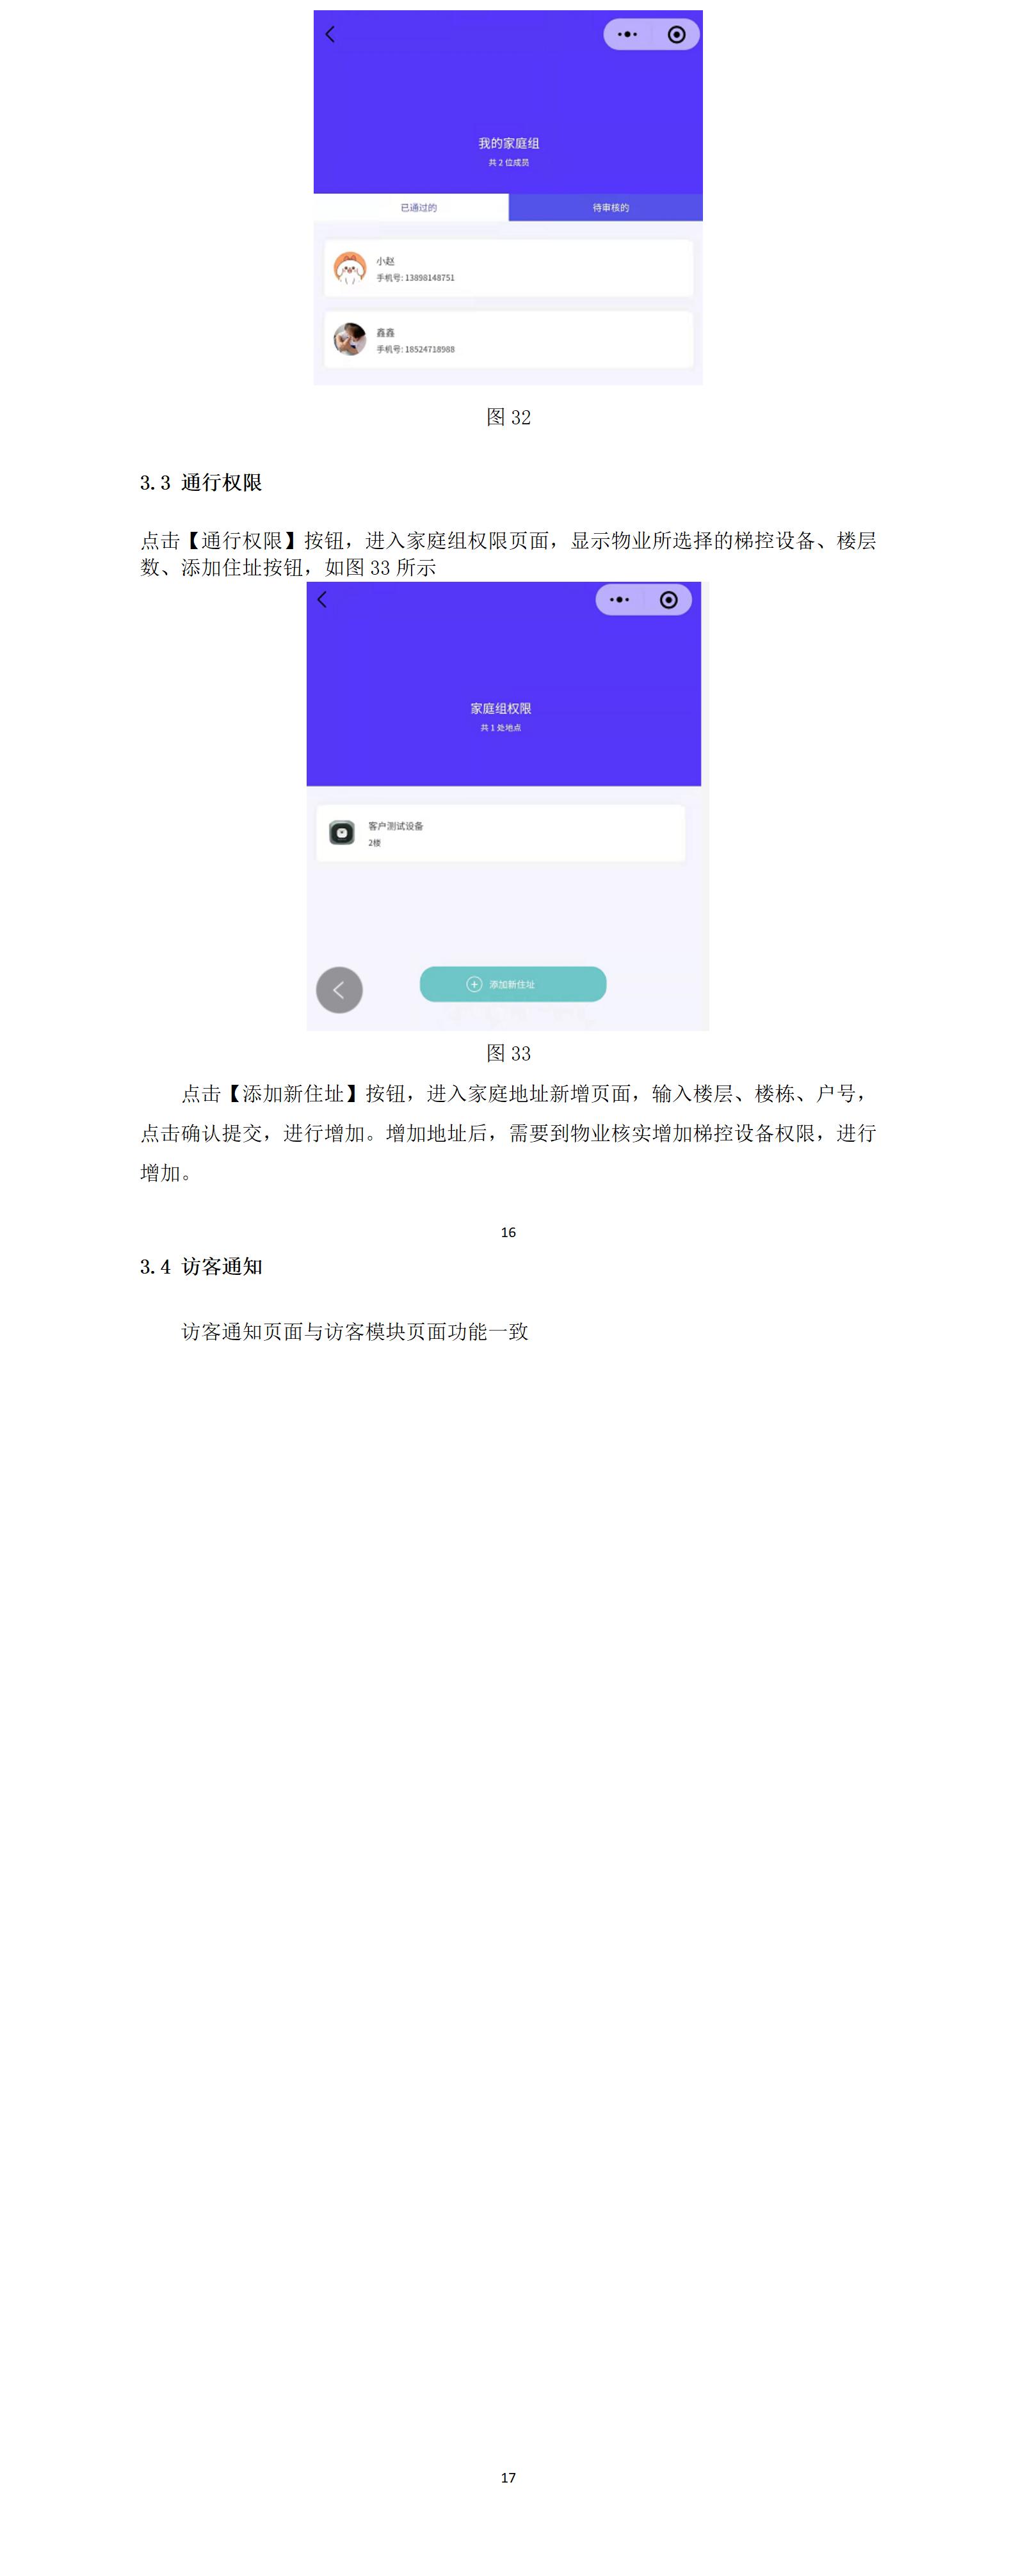 我的家庭组
共 2 位成员
已通过的
待审核的
小赵
手机号: 13898148751
鑫鑫
手机号: 18524718988
图 32
3.3 通行权限
点击【通行权限】按钮，进入家庭组权限页面，显示物业所选择的梯控设备、楼层
数、添加住址按钮，如图 33 所示
家庭组权限
共 1 处地点
客户测试设备
2楼
添加新住址
图 33
点击【添加新住址】按钮，进入家庭地址新增页面，输入楼层、楼栋、户号，
点击确认提交，进行增加。增加地址后，需要到物业核实增加梯控设备权限，进行
增加。
16
3.4 访客通知
访客通知页面与访客模块页面功能一致
17